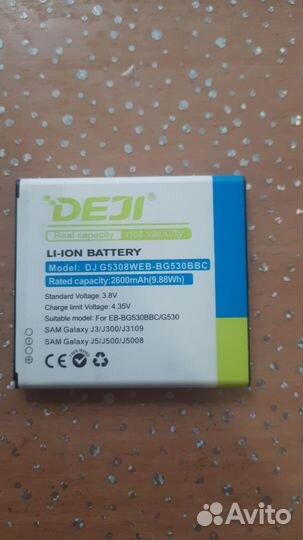 DEJI
Real capacity not vacuity
LI-ION BATTERY
Model: DJ G5308WEB-BG530BBC
Rated capacity: 2600mAh(9.88Wh)
Standard Voltage: 3.8V
Charge limit Voltage: 4.35V
Suitable model: For EB-BG530BBC/G530
SAM Galaxy J3/J300/J3109
SAM Galaxy J5/J500/J5008
Avito